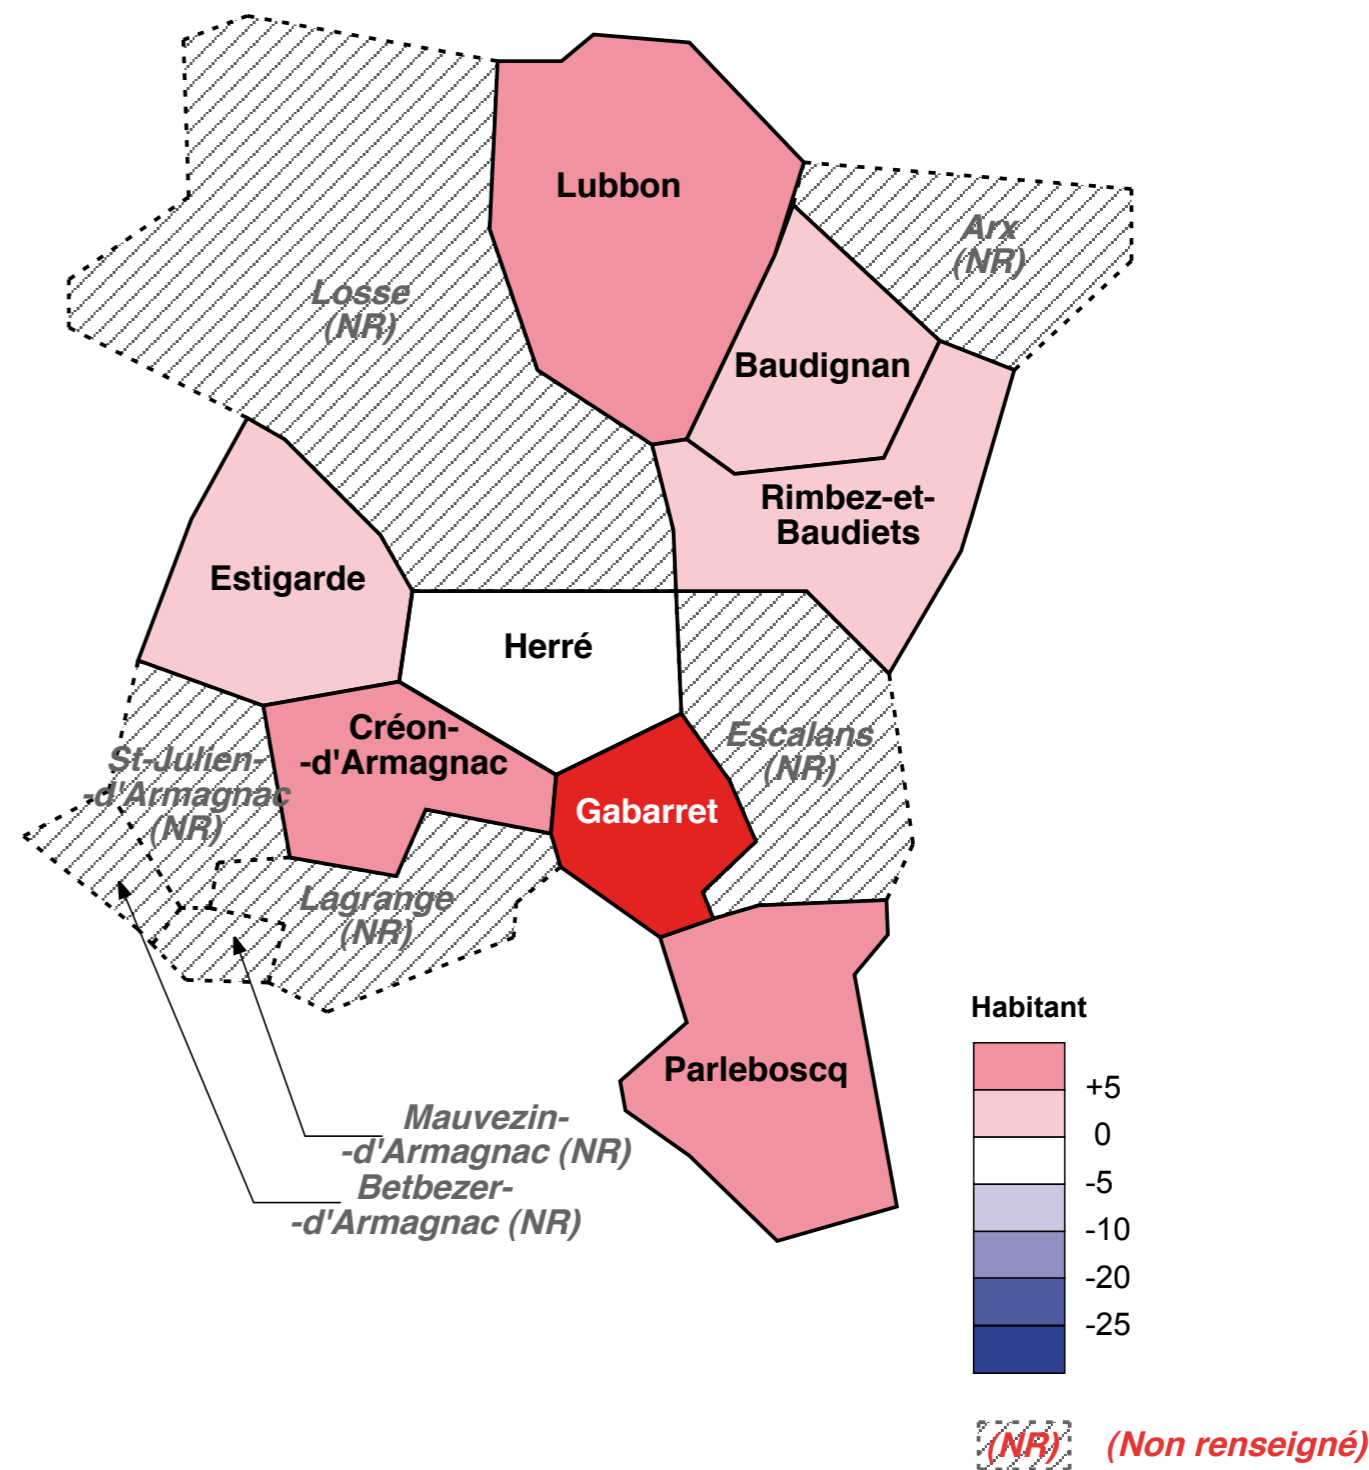 Lubbon
Arx
(NR)
Losse
(NR)
Baudignan
Rimbez-et-
Baudiets
Estigarde
Herré
Créon-
-d'Armagnac
Escalans
(NR)
St-Julien-
-d'Armagnac
(NR)
Gabarret
Lagrange
(NR)
Parleboscq
Mauvezin-
-d'Armagnac (NR)
Betbezer-
-d'Armagnac (NR)
Habitant
+5
0
-5
-10
-20
-25
(NR) (Non renseigné)